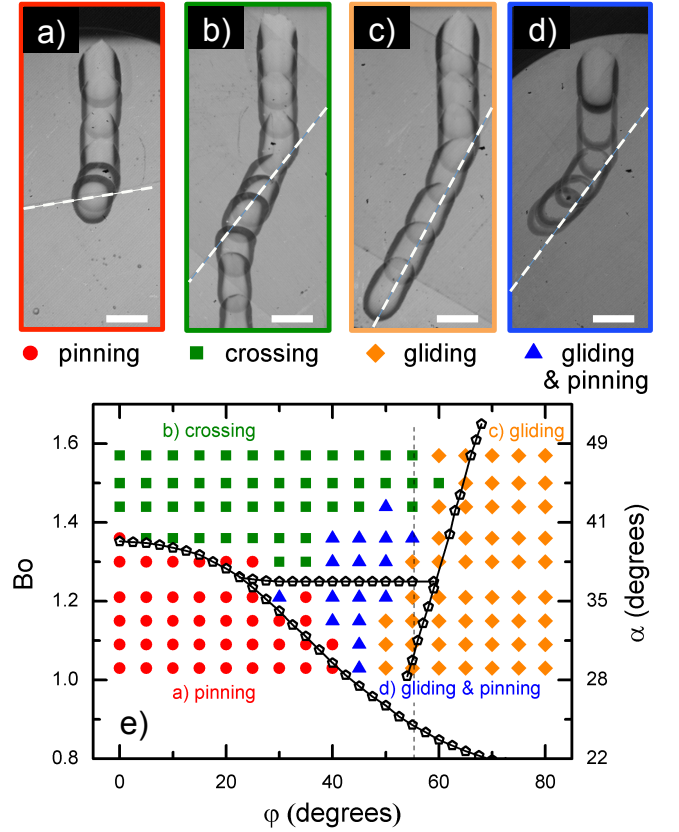 a)
b)
c)
d)
pinning
crossing
gliding
gliding
& pinning
b) crossing
c) gliding
a) pinning
d) gliding & pinning
e)
1.6
1.4
1.2
1.0
0.8
Bo
49
41
35
28
22
α (degrees)
0
20
40
60
80
φ (degrees)